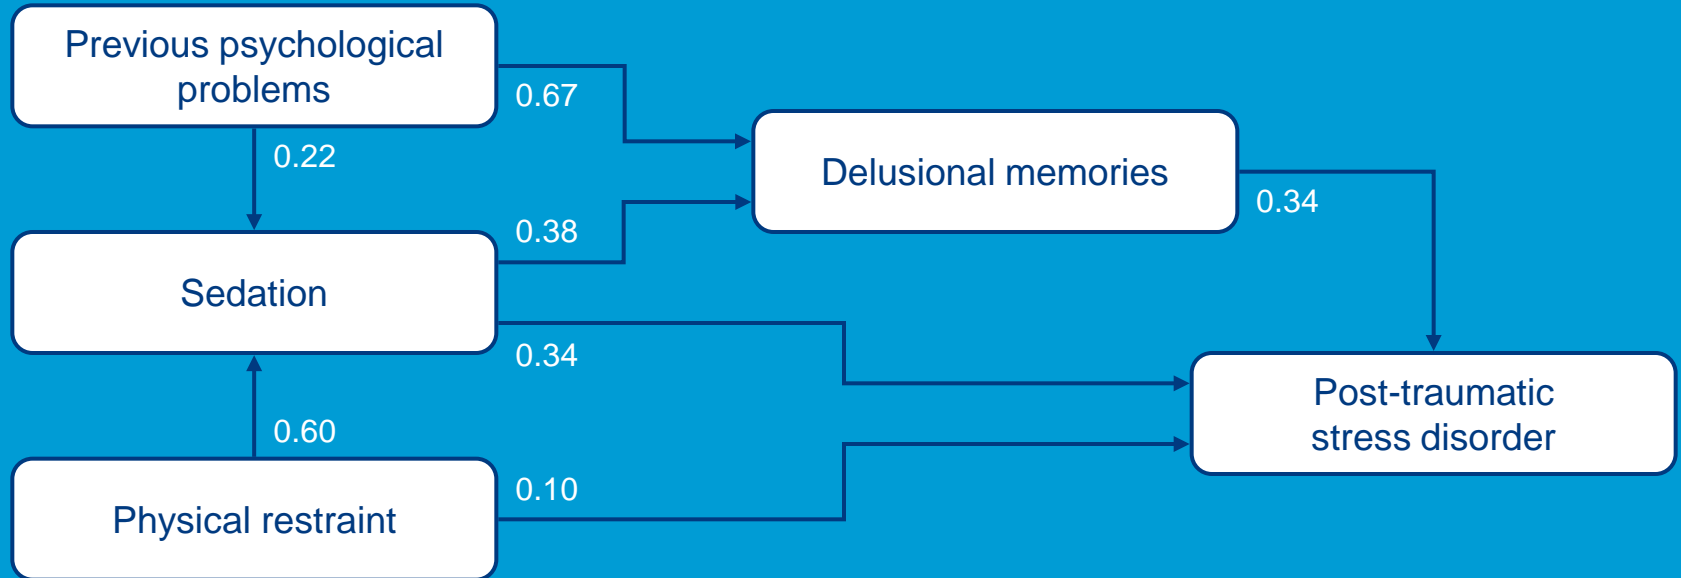 Previous psychological
problems
0.67
0.22
Delusional memories
0.34
0.38
Sedation
0.34
Post-traumatic
stress disorder
0.60
0.10
Physical restraint